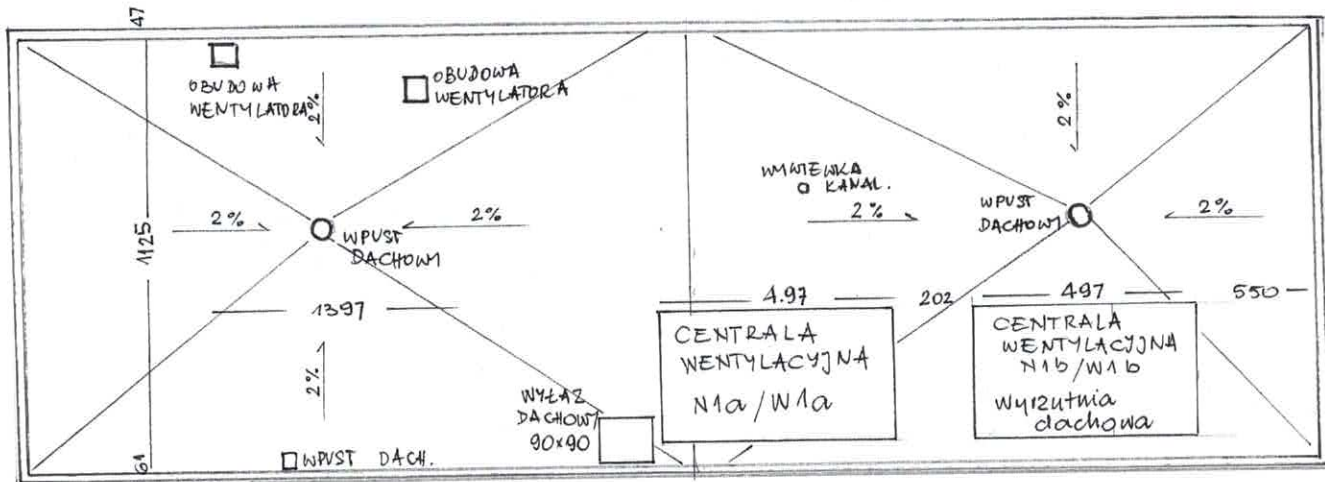 47
OBUDOWA
WENTYLATORA
2%
OBUDOWA
WENTYLATORA
2%
WYWIEWKA
KANAL.
2%
2%
1125
WPUST
DACHOWY
2%
WPUST
DACHOWY
2%
1397
4.97
202
497
550
2%
CENTRALA
WENTYLACYJNA
N1a/W1a
CENTRALA
WENTYLACYJNA
N1b/W1b
Wyrzutnia
dachowa
WYŁAZ
DACHOWY
90x90
61
WPUST DACH.